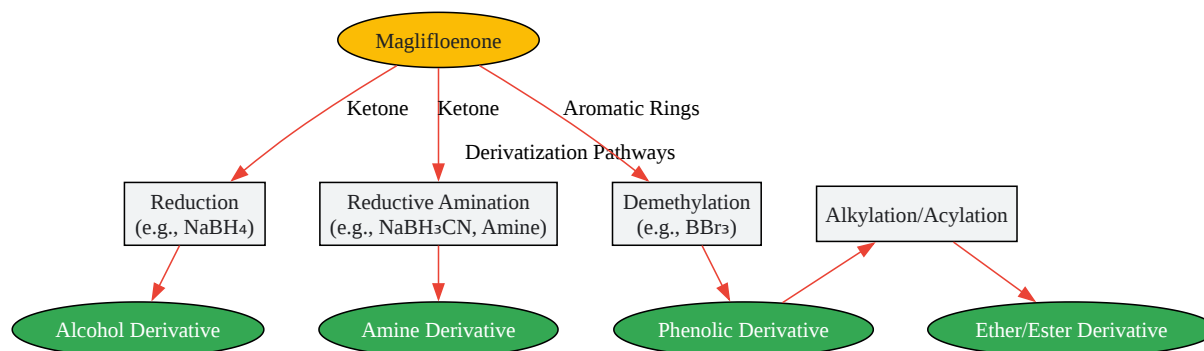 Maglifloenone
Ketone
Ketone
Aromatic Rings
Derivatization Pathways
Reduction
(e.g., NaBH₄)
Reductive Amination
(e.g., NaBH₃CN, Amine)
Demethylation
(e.g., BBr₃)
Alkylation/Acylation
Alcohol Derivative
Amine Derivative
Phenolic Derivative
Ether/Ester Derivative